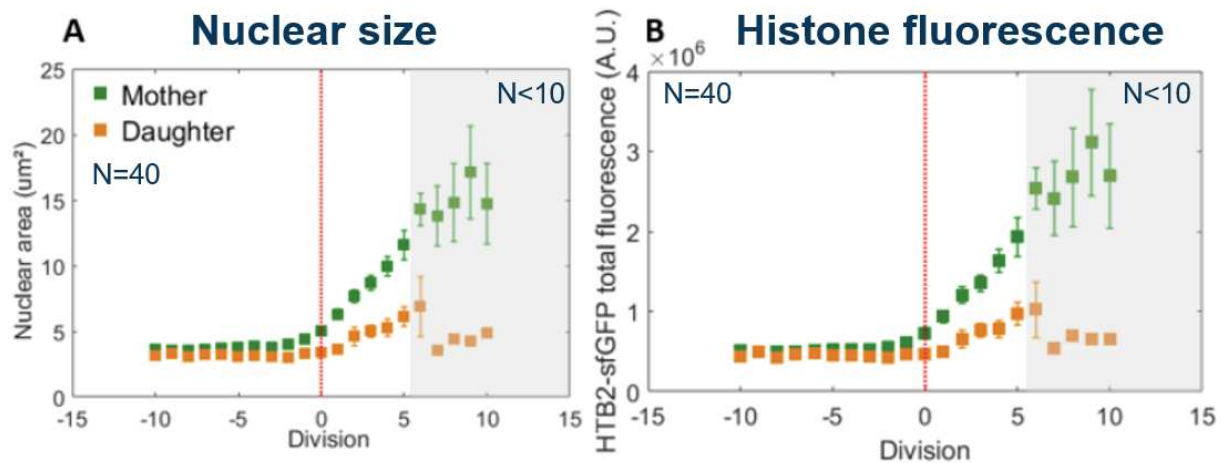 A Nuclear size
25
20
15
10
5
0
Nuclear area (um²)
Mother
Daughter
N=40
N<10
-15 -10 -5 0 5 10 15
Division
B Histone fluorescence
×10⁶
4
3
2
1
0
HTB2-sfGFP total fluorescence (A.U.)
N=40 N<10
-15 -10 -5 0 5 10 15
Division